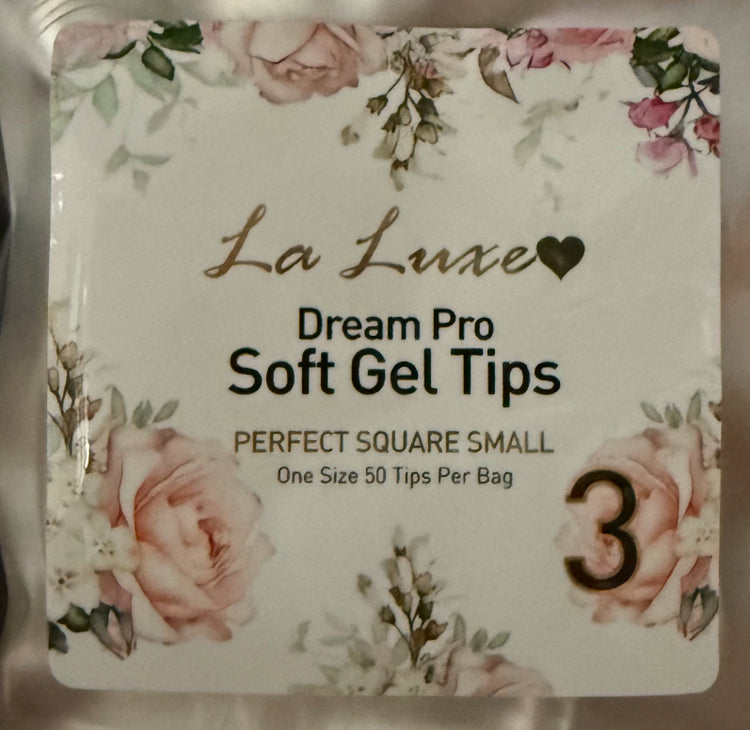 La Luxe
Dream Pro
Soft Gel Tips
PERFECT SQUARE SMALL
One Size 50 Tips Per Bag
3